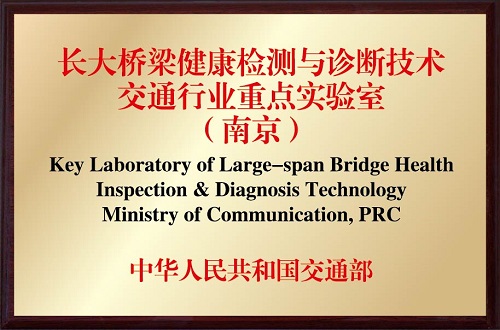 长大桥梁健康检测与诊断技术
交通行业重点实验室
（南京）
Key Laboratory of Large-span Bridge Health
Inspection & Diagnosis Technology
Ministry of Communication, PRC
中华人民共和国交通部